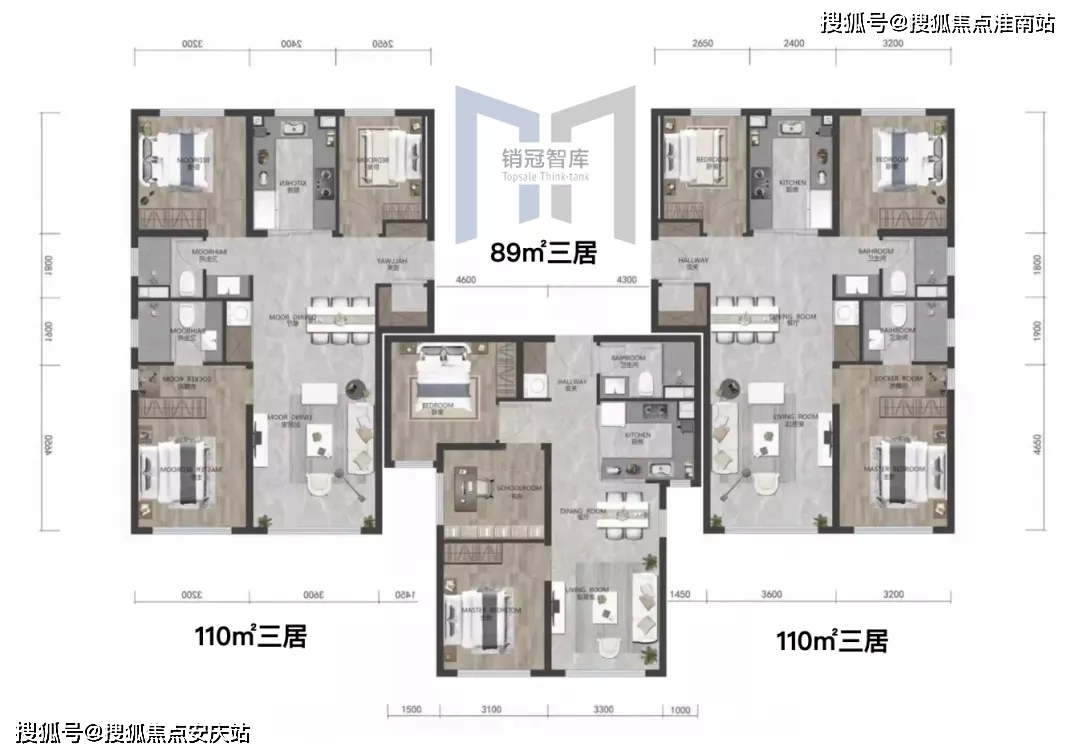 搜狐号@搜狐焦点淮南站
3200
2400
2650
2650
2400
3200
销冠智库
Topsale Think-tank
BEDROOM
卧室
KITCHEN
厨房
BEDROOM
卧室
BEDROOM
卧室
KITCHEN
厨房
BEDROOM
卧室
89㎡三居
1800
BAIHROOM
卫生间
HALLWAY
玄关
4600
4300
HALLWAY
玄关
BAIHROOM
卫生间
1800
1900
BAIHROOM
卫生间
DINING ROOM
餐厅
DINING ROOM
餐厅
BAIHROOM
卫生间
1900
BAIHROOM
卫生间
HALLWAY
玄关
LOCKER ROOM
衣帽间
BEDROOM
卧室
LOCKER ROOM
衣帽间
LIVING ROOM
起居室
KITCHEN
厨房
LIVING ROOM
起居室
4650
MASTER BEDROOM
主卧
MASTER BEDROOM
主卧
4650
SCHOOLROOM
书房
DINING ROOM
餐厅
3200
3600
1450
LIVING ROOM
起居室
1450
3600
3200
MASTER BEDROOM
主卧
110㎡三居
110㎡三居
1500
3100
3300
1000
搜狐号@搜狐焦点安庆站